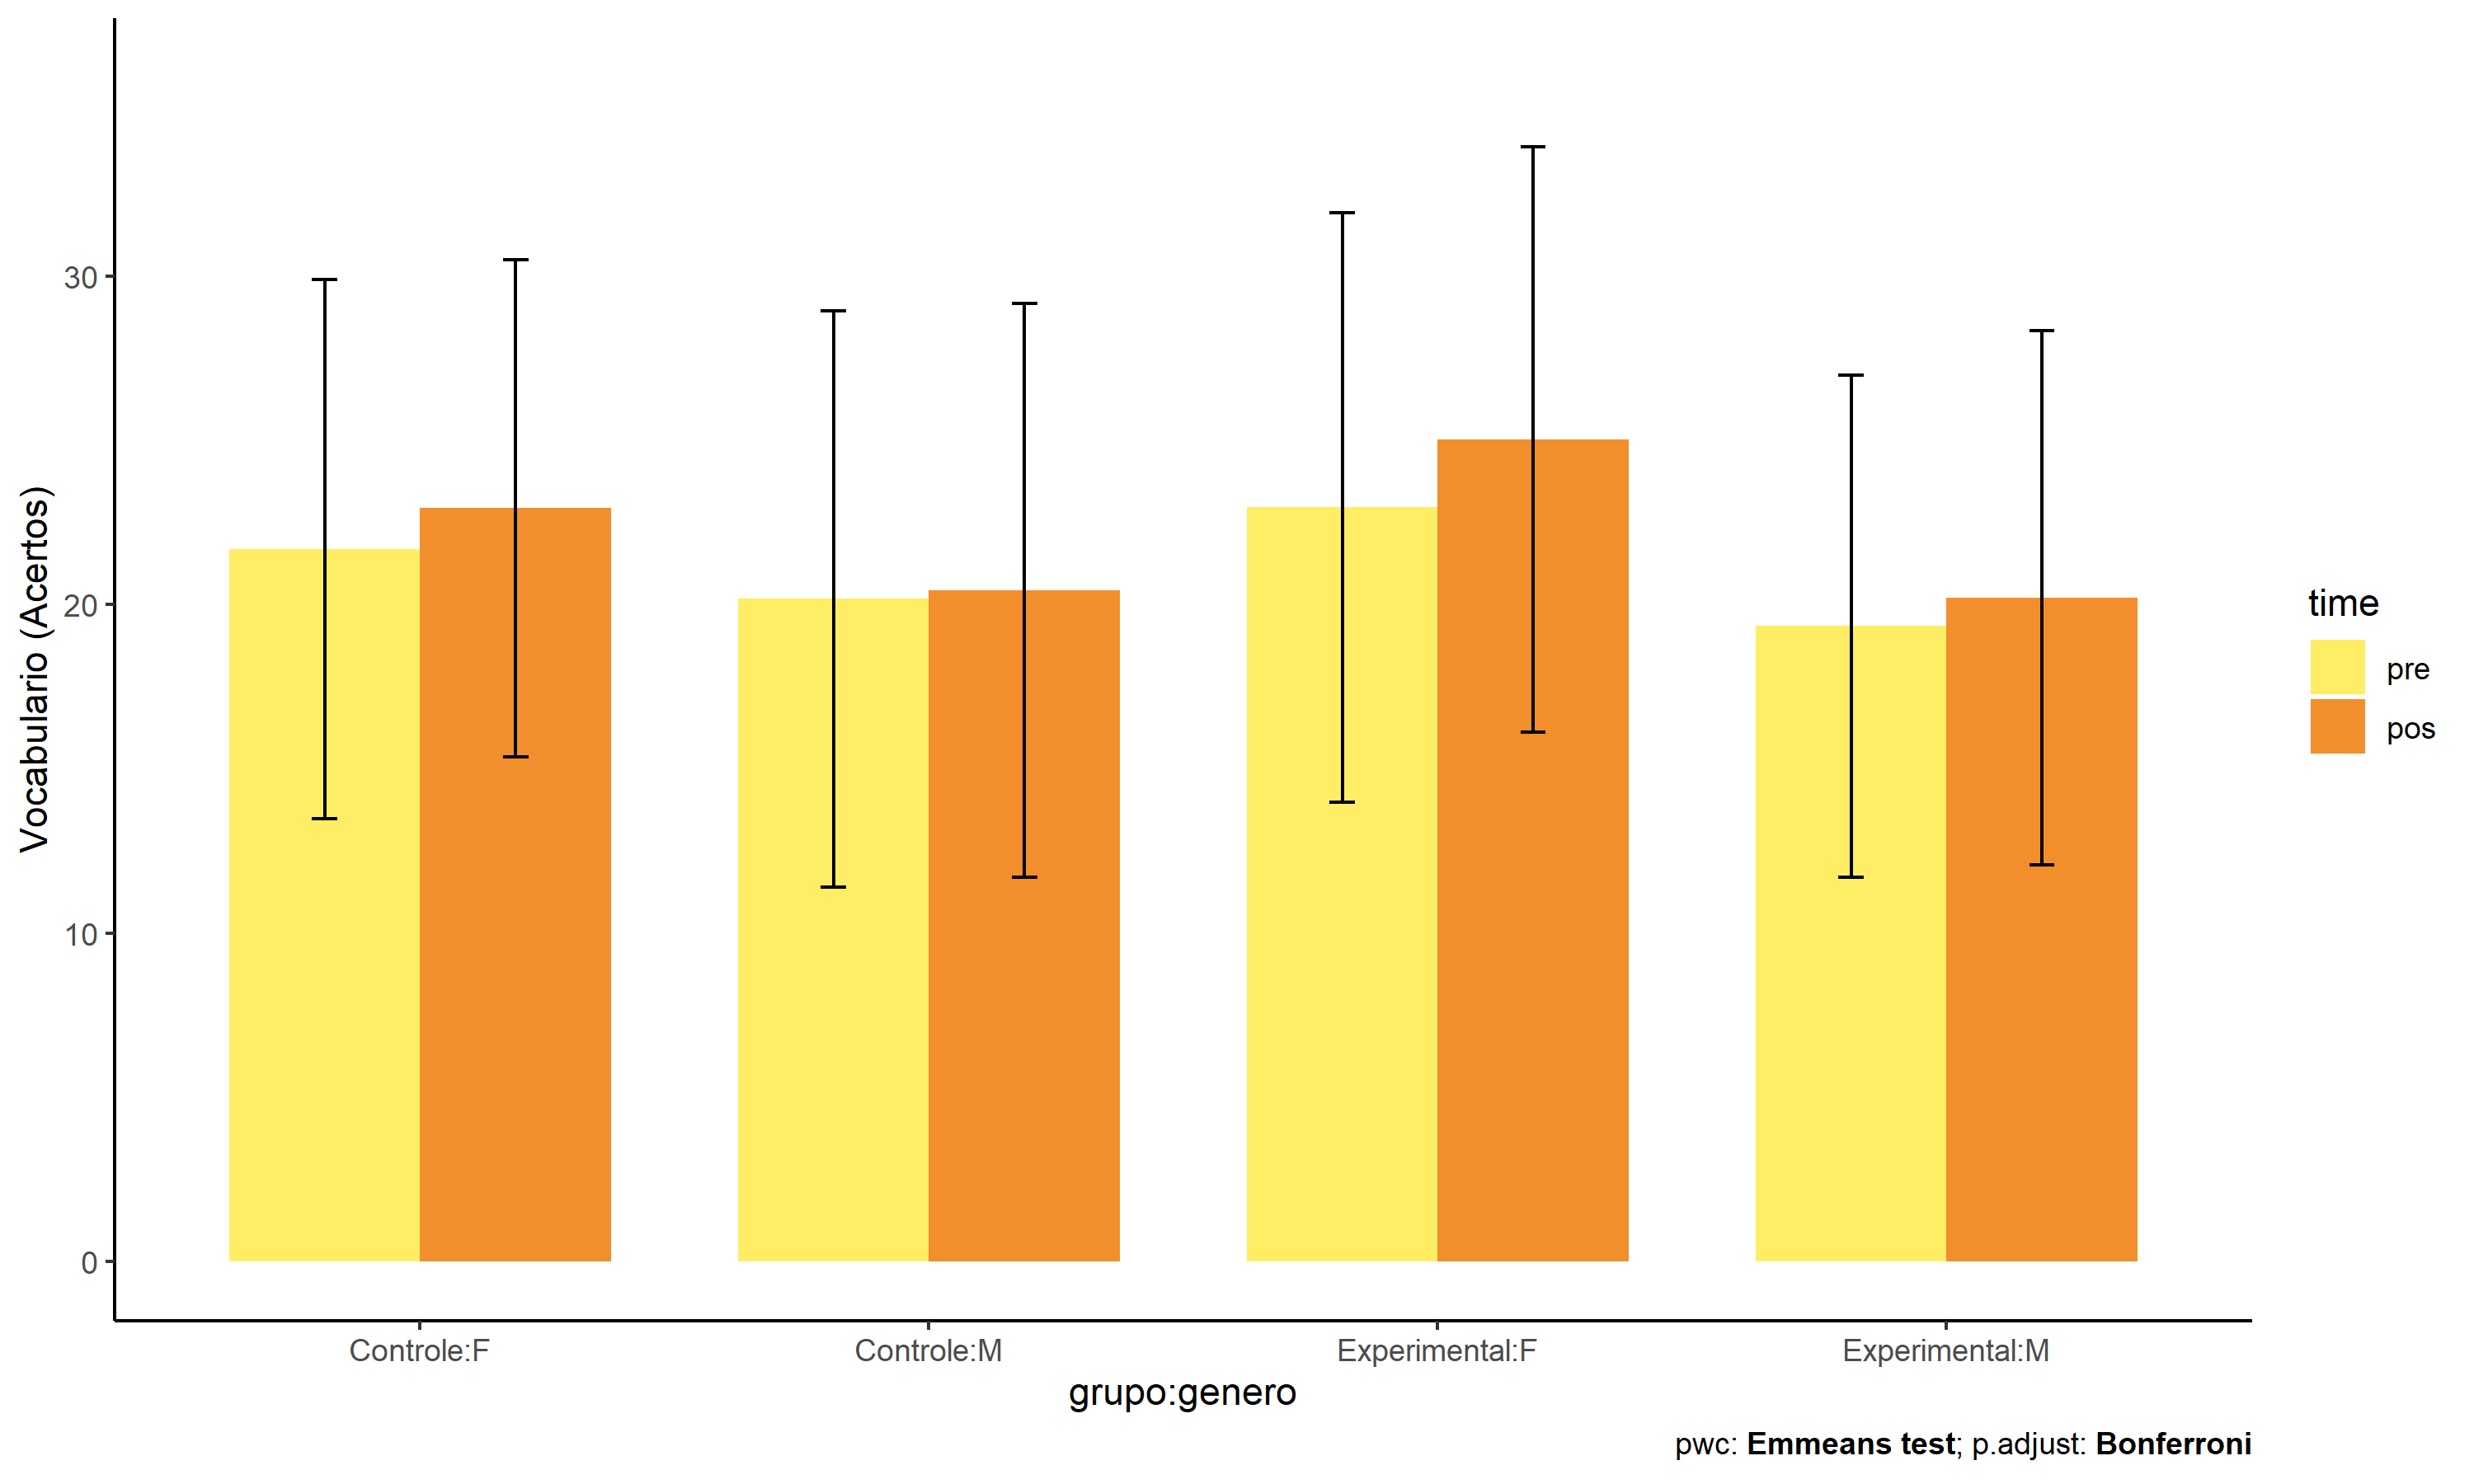 Vocabulario (Acertos)
30
20
10
0
Controle:F
Controle:M
Experimental:F
Experimental:M
grupo:genero
time
pre
pos
pwc: Emmeans test; p.adjust: Bonferroni